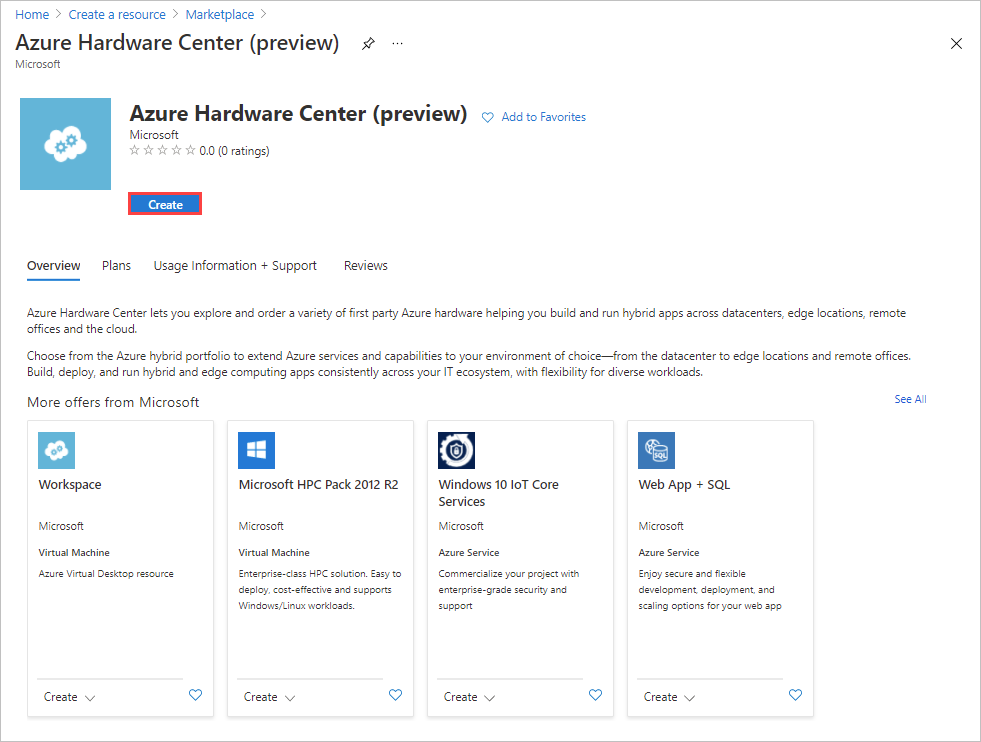 Home > Create a resource > Marketplace >
Azure Hardware Center (preview) ···
Microsoft
Azure Hardware Center (preview) Add to Favorites
Microsoft
0.0 (0 ratings)
Create
Overview Plans Usage Information + Support Reviews
Azure Hardware Center lets you explore and order a variety of first party Azure hardware helping you build and run hybrid apps across datacenters, edge locations, remote
offices and the cloud.
Choose from the Azure hybrid portfolio to extend Azure services and capabilities to your environment of choice—from the datacenter to edge locations and remote offices.
Build, deploy, and run hybrid and edge computing apps consistently across your IT ecosystem, with flexibility for diverse workloads.
More offers from Microsoft
See All
Workspace
Microsoft
Virtual Machine
Azure Virtual Desktop resource
Create
Microsoft HPC Pack 2012 R2
Microsoft
Virtual Machine
Enterprise-class HPC solution. Easy to
deploy, cost-effective and supports
Windows/Linux workloads.
Create
Windows 10 IoT Core
Services
Microsoft
Azure Service
Commercialize your project with
enterprise-grade security and
support
Create
SQL
Web App + SQL
Microsoft
Azure Service
Enjoy secure and flexible
development, deployment, and
scaling options for your web app
Create